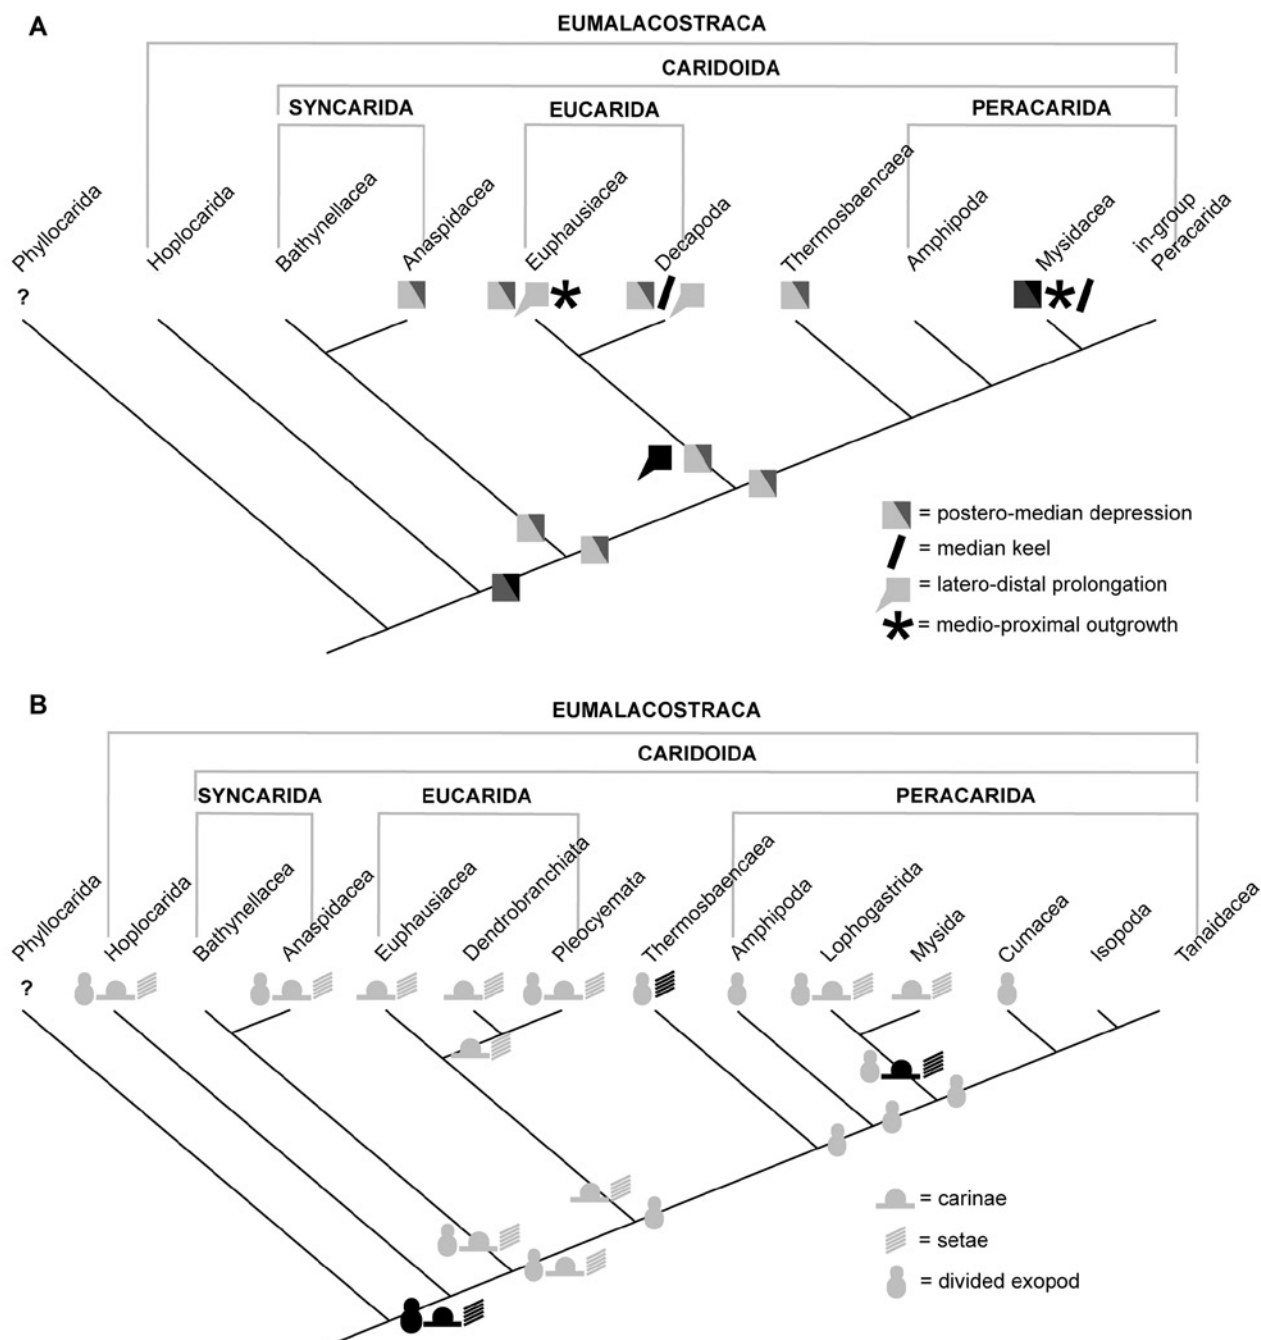 A
EUMALACOSTRACA
CARIDOIDA
SYNCARIDA
EUCARIDA
PERACARIDA
Phyllocarida
Hoplocarida
Bathynellacea
Anaspidacea
Euphausiacea
Decapoda
Thermosbaencaea
Amphipoda
Mysidacea
in-group
Peracarida
?
= postero-median depression
= median keel
= latero-distal prolongation
= medio-proximal outgrowth
B
EUMALACOSTRACA
CARIDOIDA
SYNCARIDA
EUCARIDA
PERACARIDA
Phyllocarida
Hoplocarida
Bathynellacea
Anaspidacea
Euphausiacea
Dendrobranchiata
Pleocyemata
Thermosbaencaea
Amphipoda
Lophogastrida
Mysida
Cumacea
Isopoda
Tanaidacea
?
= carinae
= setae
= divided exopod